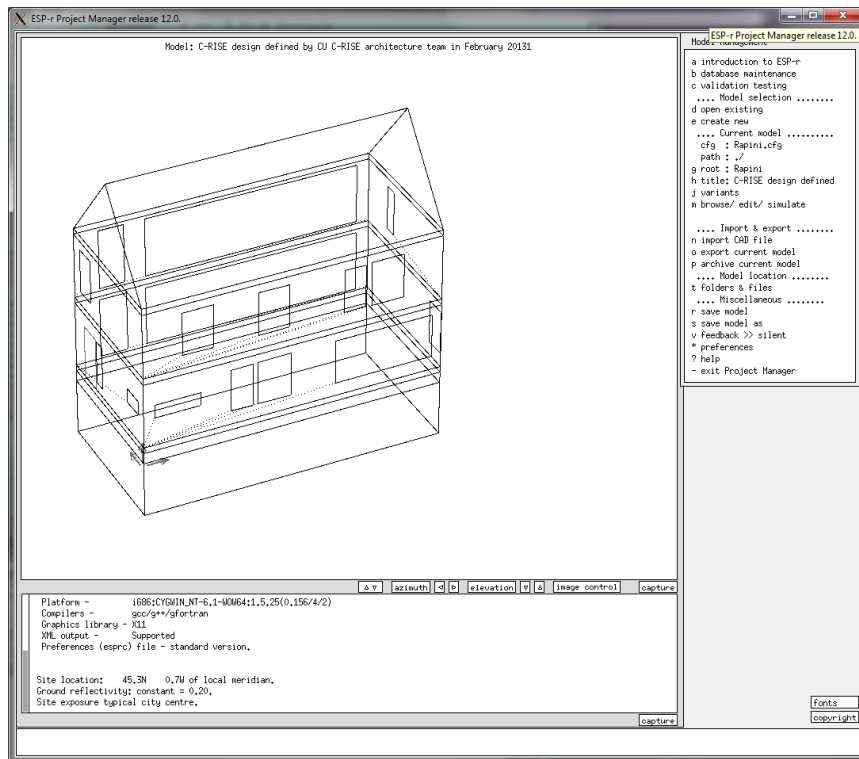 ESP-r Project Manager release 12.0.
ESP-r Project Manager release 12.0.
Model: C-RISE design defined by CU C-RISE architecture team in February 20131
Model management
a introduction to ESP-r
b database maintenance
c validation testing
.... Model selection ........
d open existing
e create new
.... Current model ..........
cfg : Rapini.cfg
path : ./
g root : Rapini
h title: C-RISE design defined
j variants
m browse/ edit/ simulate
.... Import & export ........
n import CAD file
o export current model
p archive current model
.... Model location ........
t folders & files
.... Miscellaneous ........
r save model
s save model as
v feedback >> silent
* preferences
? help
- exit Project Manager
azimuth
elevation
image control
capture
Platform - i686:CYGWIN_NT-6.1-WOW64:1.5.25(0.156/4/2)
Compilers - gcc/g++/gfortran
Graphics library - X11
XML output - Supported
Preferences (esprc) file - standard version.
Site location: 45.3N 0.7W of local meridian.
Ground reflectivity: constant = 0.20.
Site exposure typical city centre.
capture
fonts
copyright